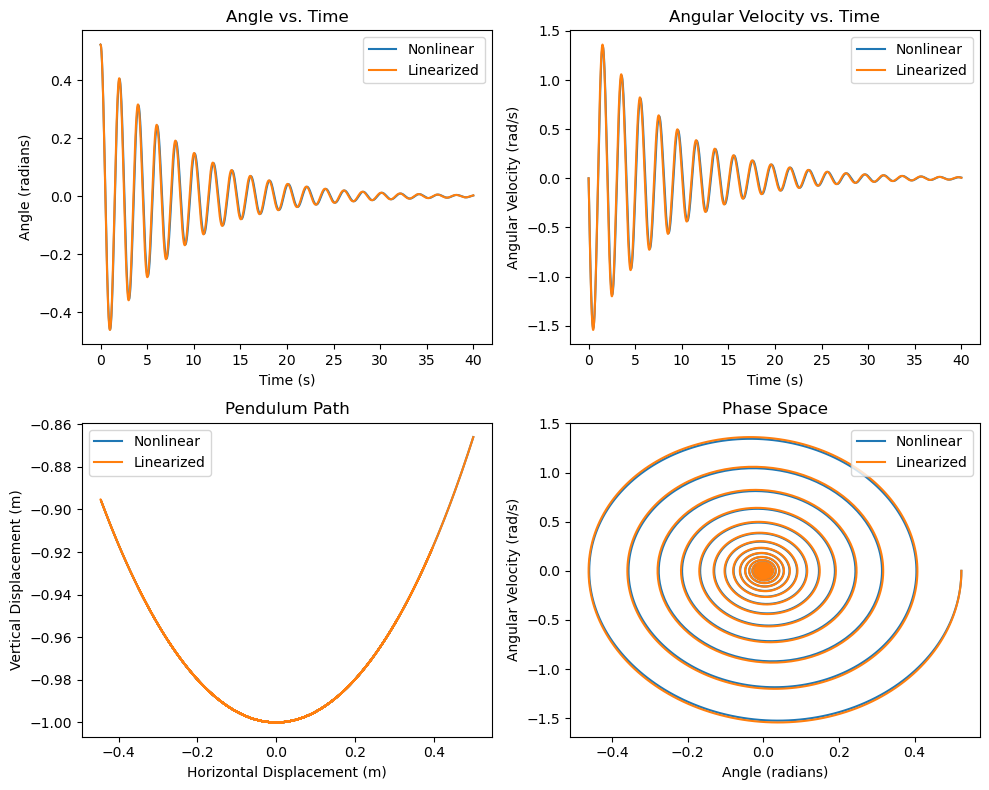 Angle vs. Time
Angle (radians)
0.4
0.2
0.0
−0.2
−0.4
Nonlinear
Linearized
0 5 10 15 20 25 30 35 40
Time (s)
Angular Velocity vs. Time
Angular Velocity (rad/s)
1.5
1.0
0.5
0.0
−0.5
−1.0
−1.5
Nonlinear
Linearized
0 5 10 15 20 25 30 35 40
Time (s)
Pendulum Path
Vertical Displacement (m)
−0.86
−0.88
−0.90
−0.92
−0.94
−0.96
−0.98
−1.00
Nonlinear
Linearized
−0.4 −0.2 0.0 0.2 0.4
Horizontal Displacement (m)
Phase Space
Angular Velocity (rad/s)
1.5
1.0
0.5
0.0
−0.5
−1.0
−1.5
Nonlinear
Linearized
−0.4 −0.2 0.0 0.2 0.4
Angle (radians)